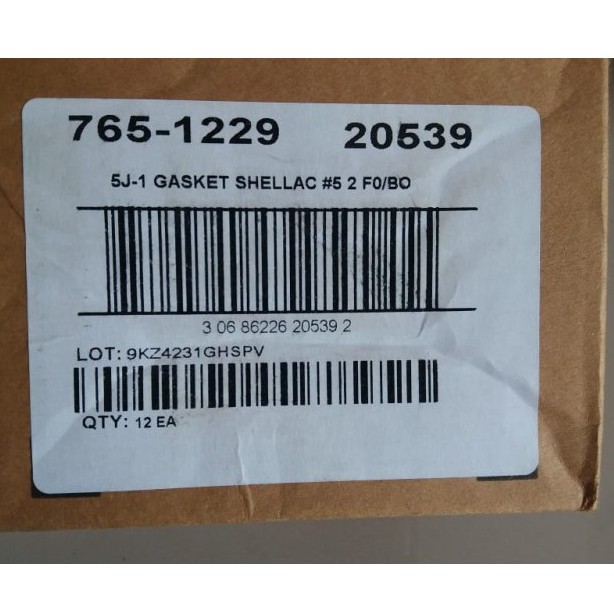 765-1229 20539
5J-1 GASKET SHELLAC #5 2 F0/BO
3 06 86226 20539 2
LOT: 9KZ4231GHSPV
QTY: 12 EA